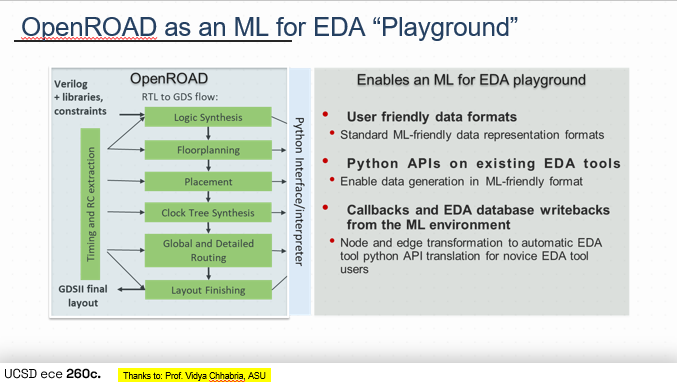 OpenROAD as an ML for EDA “Playground”
OpenROAD
Verilog
+ libraries,
constraints
RTL to GDS flow:
Logic Synthesis
Floorplanning
Placement
Clock Tree Synthesis
Global and Detailed
Routing
Layout Finishing
Timing and RC extraction
GDSII final
layout
Python Interface/interpreter
Enables an ML for EDA playground
• User friendly data formats
• Standard ML-friendly data representation formats
• Python APIs on existing EDA tools
• Enable data generation in ML-friendly format
• Callbacks and EDA database writebacks
from the ML environment
• Node and edge transformation to automatic EDA
tool python API translation for novice EDA tool
users
UCSD ece 260c.
Thanks to: Prof. Vidya Chhabria, ASU